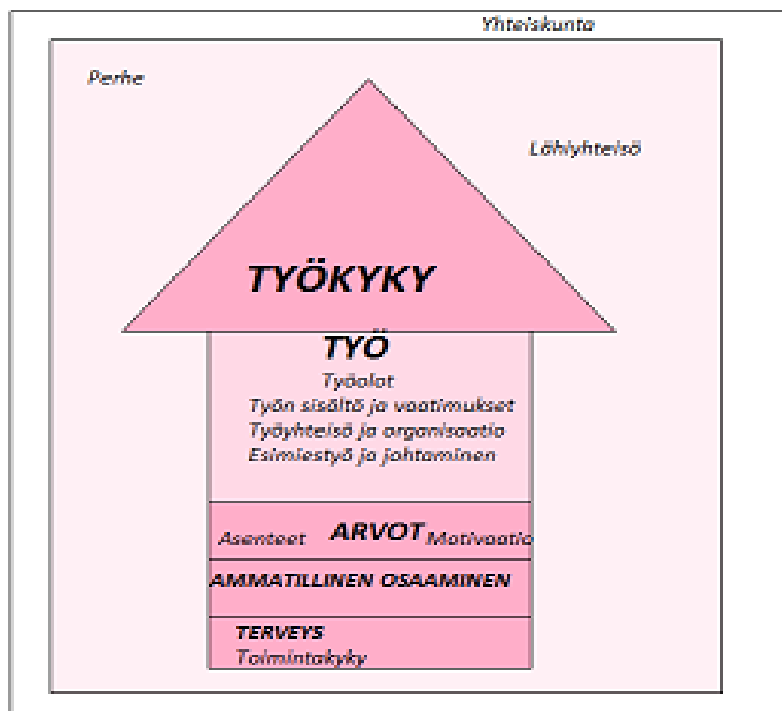 Yhteiskunta
Perhe
Lähiyhteisö
TYÖKYKY
TYÖ
Työolot
Työn sisältö ja vaatimukset
Työyhteisö ja organisaatio
Esimiestyö ja johtaminen
Asenteet ARVOT Motivaatio
AMMATILLINEN OSAAMINEN
TERVEYS
Toimintakyky